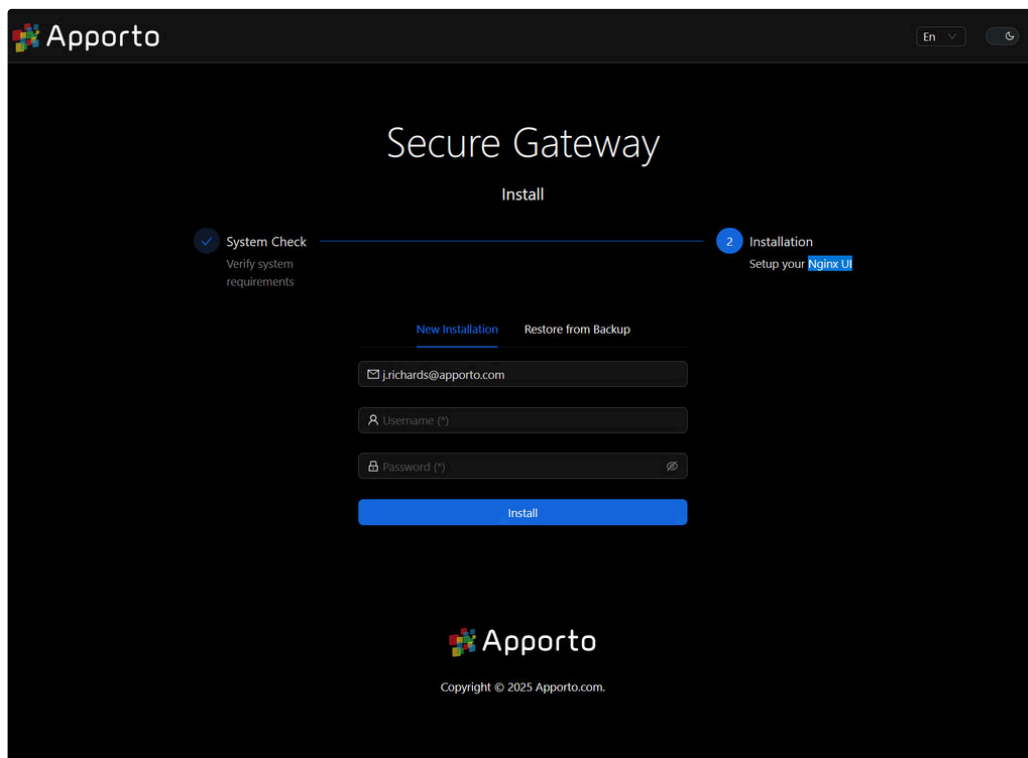 Apporto
En
Secure Gateway
Install
System Check
Verify system
requirements
2
Installation
Setup your Nginx UI
New Installation
Restore from Backup
j.richards@apporto.com
Username (*)
Password (*)
Install
Apporto
Copyright © 2025 Apporto.com.